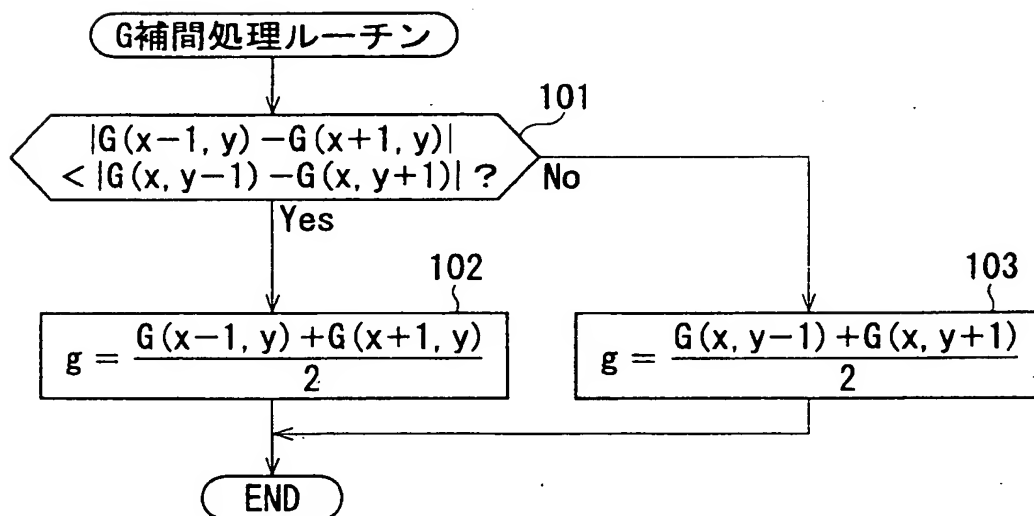 G補間処理ルーチン
101
|G(x−1, y)−G(x+1, y)|
<|G(x, y−1)−G(x, y+1)|?
No
Yes
102
g = G(x−1, y)+G(x+1, y)
2
103
g = G(x, y−1)+G(x, y+1)
2
END